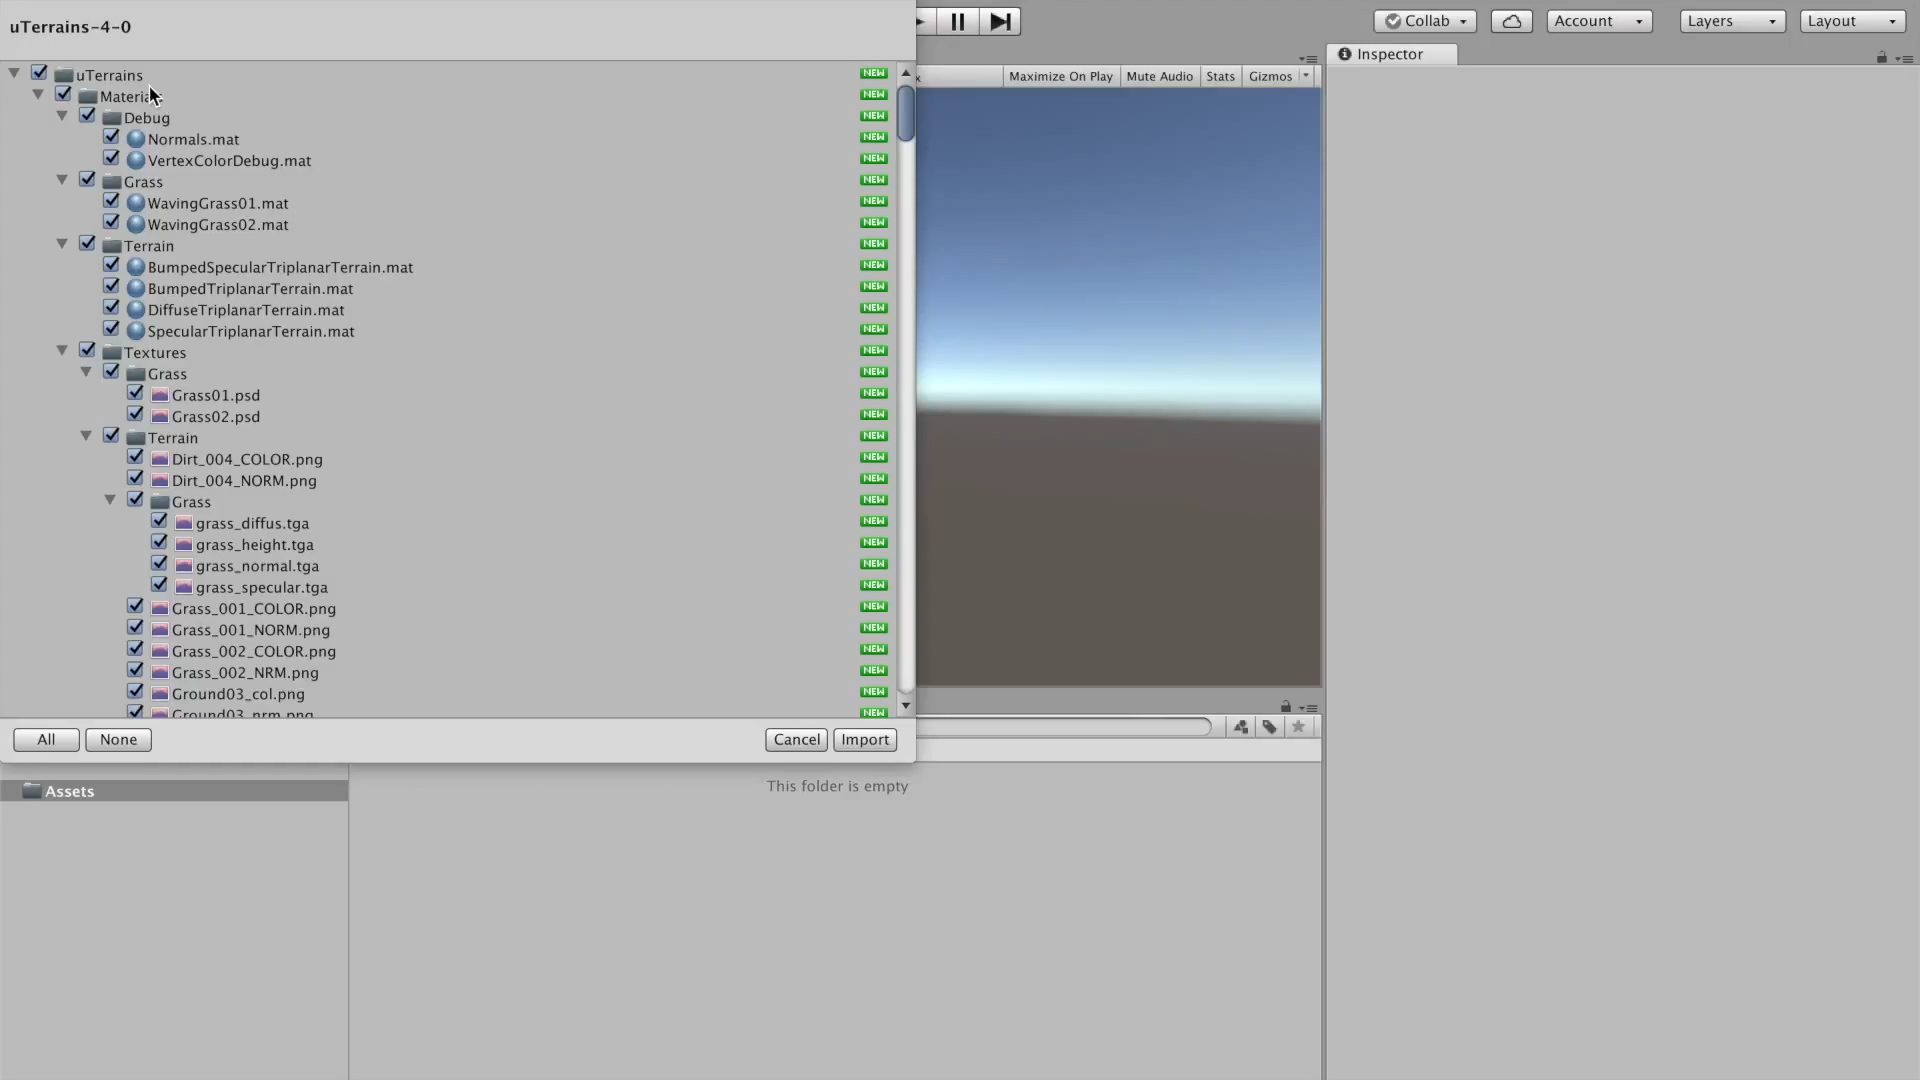 uTerrains-4-0
Collab
Account
Layers
Layout
Inspector
x
Maximize On Play
Mute Audio
Stats
Gizmos
uTerrains NEW
Materia NEW
Debug NEW
Normals.mat NEW
VertexColorDebug.mat NEW
Grass NEW
WavingGrass01.mat NEW
WavingGrass02.mat NEW
Terrain NEW
BumpedSpecularTriplanarTerrain.mat NEW
BumpedTriplanarTerrain.mat NEW
DiffuseTriplanarTerrain.mat NEW
SpecularTriplanarTerrain.mat NEW
Textures NEW
Grass NEW
Grass01.psd NEW
Grass02.psd NEW
Terrain NEW
Dirt_004_COLOR.png NEW
Dirt_004_NORM.png NEW
Grass NEW
grass_diffus.tga NEW
grass_height.tga NEW
grass_normal.tga NEW
grass_specular.tga NEW
Grass_001_COLOR.png NEW
Grass_001_NORM.png NEW
Grass_002_COLOR.png NEW
Grass_002_NRM.png NEW
Ground03_col.png NEW
Ground03_nrm.png NEW
All
None
Cancel
Import
Assets
This folder is empty